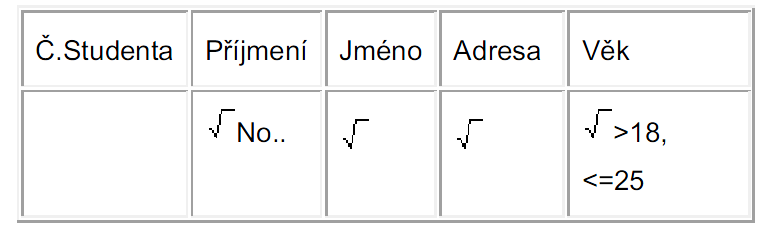 Č.Studenta Příjmení Jméno Adresa Věk
√No.. √ √ √>18,
<=25